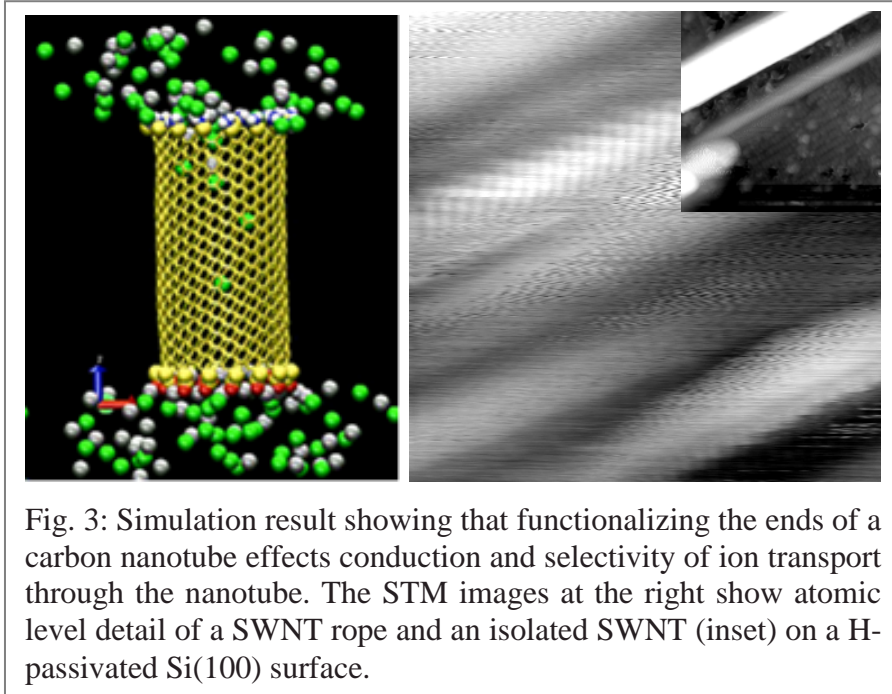 Fig. 3: Simulation result showing that functionalizing the ends of a
carbon nanotube effects conduction and selectivity of ion transport
through the nanotube. The STM images at the right show atomic
level detail of a SWNT rope and an isolated SWNT (inset) on a H-
passivated Si(100) surface.